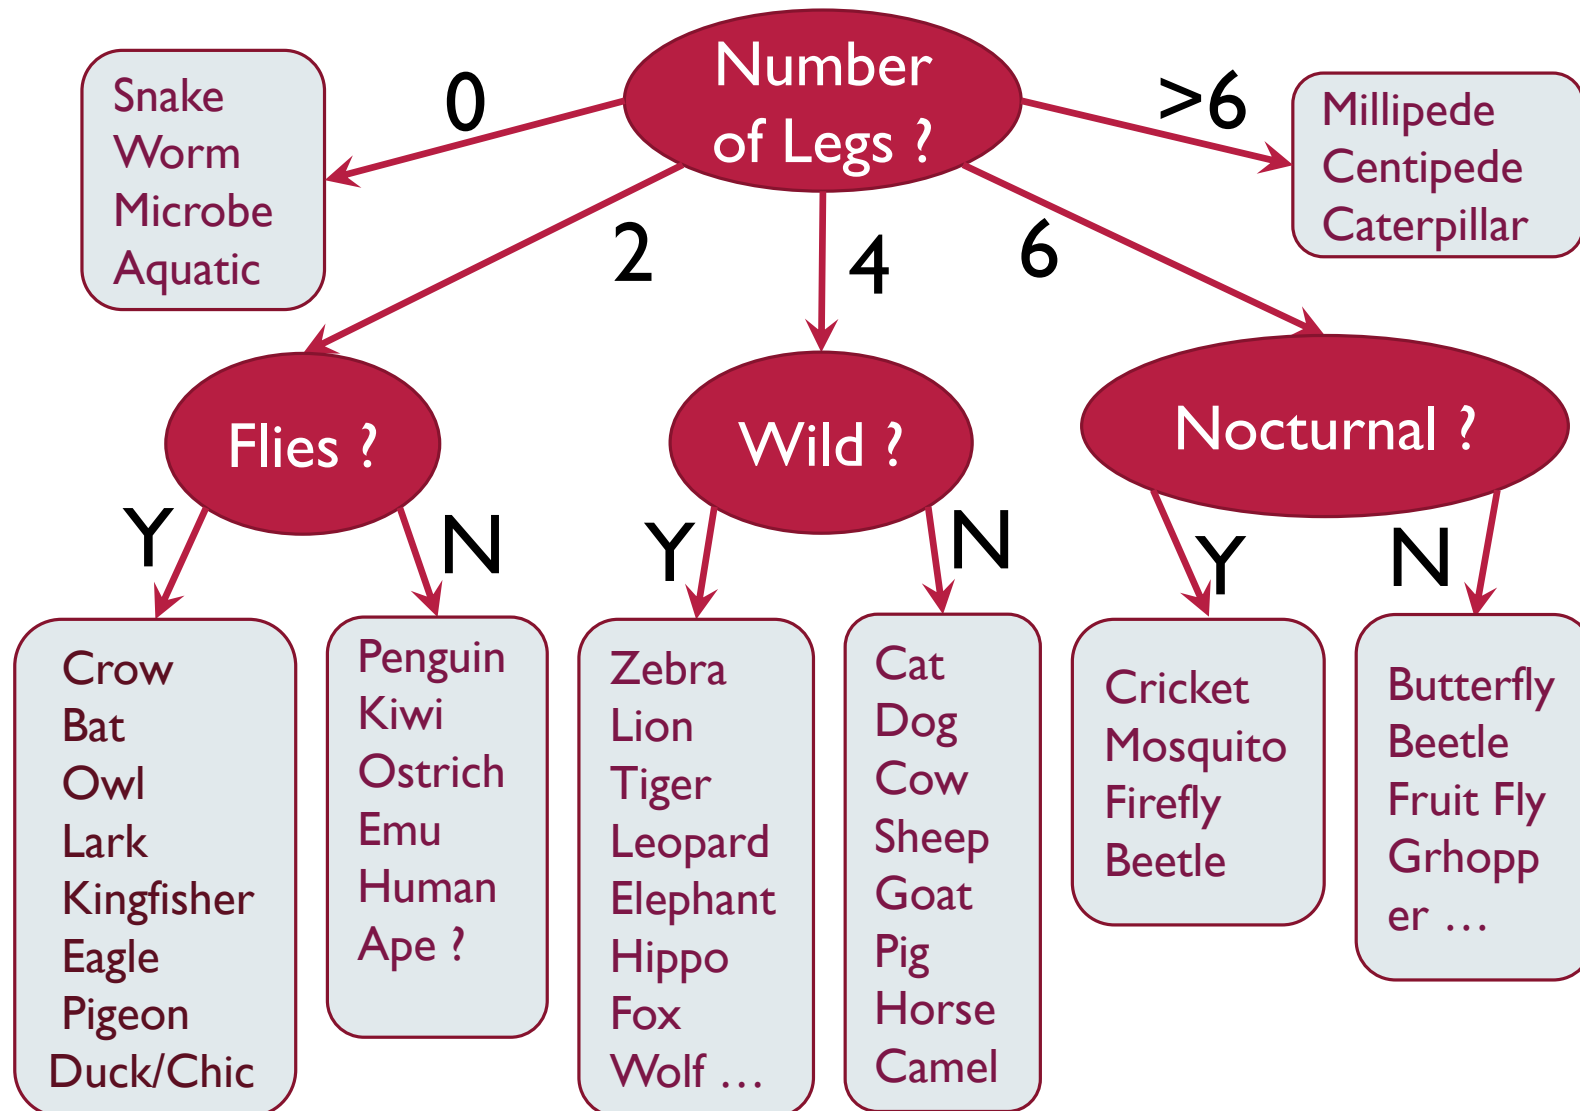 Number
of Legs ?
0
2
4
6
>6
Snake
Worm
Microbe
Aquatic
Millipede
Centipede
Caterpillar
Flies ?
Wild ?
Nocturnal ?
Y
N
Y
N
Y
N
Crow
Bat
Owl
Lark
Kingfisher
Eagle
Pigeon
Duck/Chic
Penguin
Kiwi
Ostrich
Emu
Human
Ape ?
Zebra
Lion
Tiger
Leopard
Elephant
Hippo
Fox
Wolf …
Cat
Dog
Cow
Sheep
Goat
Pig
Horse
Camel
Cricket
Mosquito
Firefly
Beetle
Butterfly
Beetle
Fruit Fly
Grhopp
er …